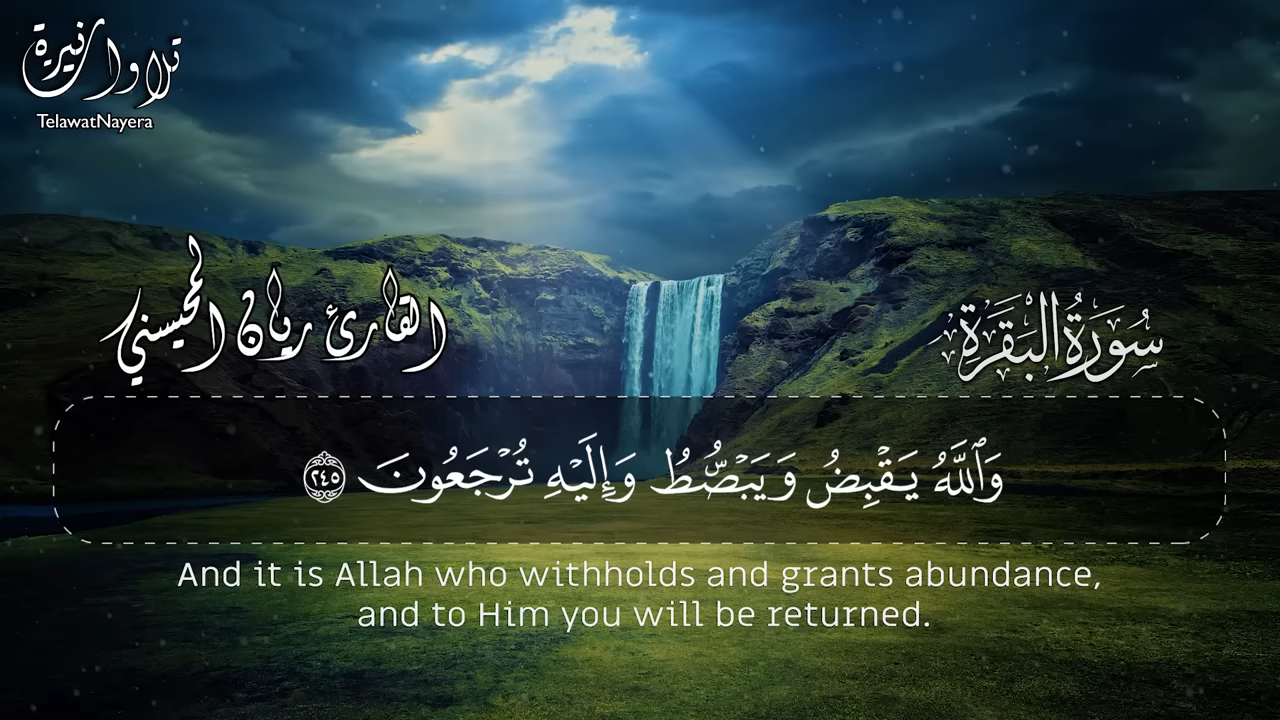 تلاوات نيرة
TelawatNayera
القارئ ريان المحيسني
سُورَةُ البَقَرَةِ
وَٱللَّهُ يَقْبِضُ وَيَبْصُّطُ وَإِلَيْهِ تُرْجَعُونَ ٢٤٥
And it is Allah who withholds and grants abundance,
and to Him you will be returned.